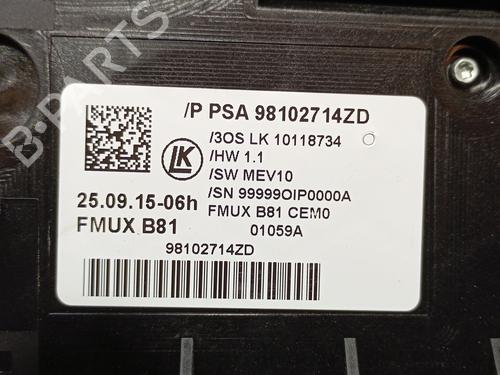 B-PARTS
/P PSA 98102714ZD
/3OS LK 10118734
LK
/HW 1.1
/SW MEV10
/SN 99999OIP0000A
25.09.15-06h
FMUX B81 CEM0
FMUX B81
01059A
98102714ZD